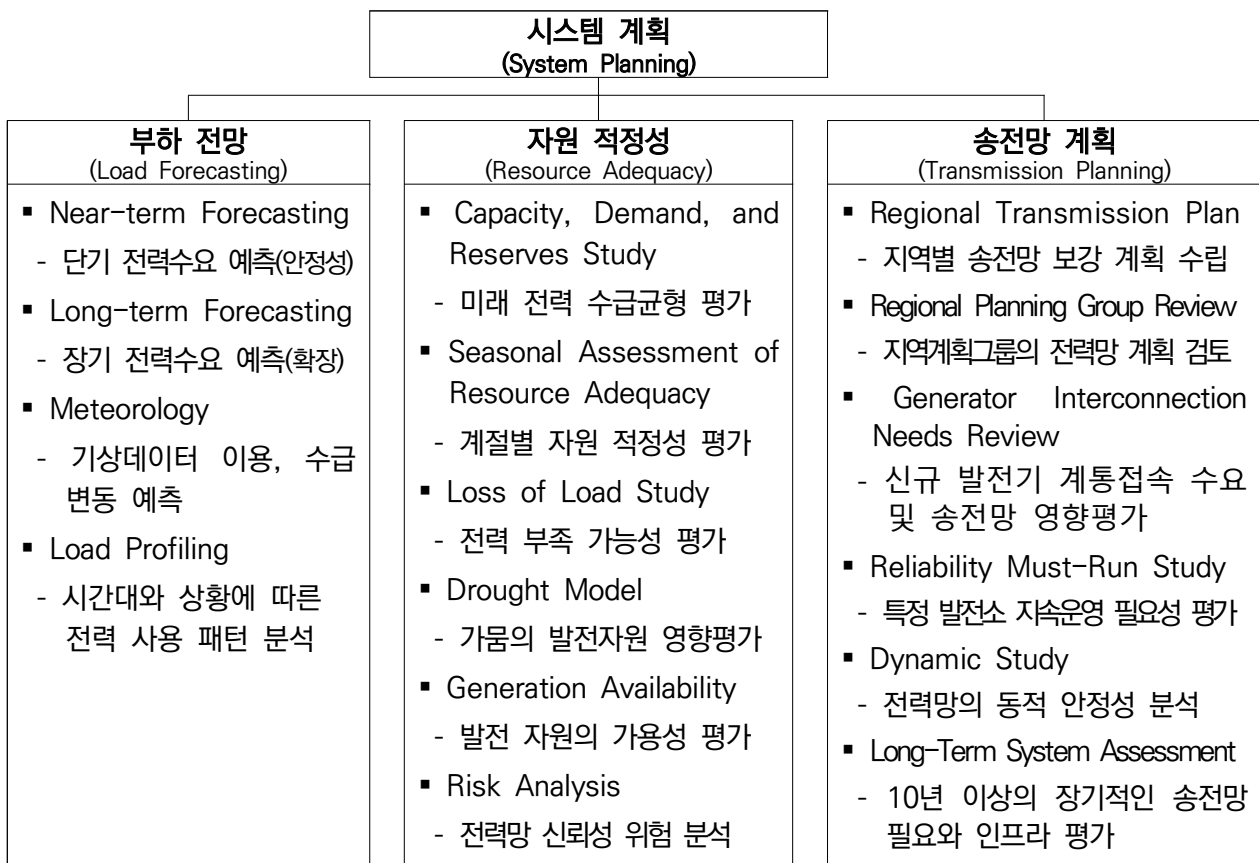 시스템 계획
(System Planning)
부하 전망
(Load Forecasting)
▪ Near-term Forecasting
- 단기 전력수요 예측(안정성)
▪ Long-term Forecasting
- 장기 전력수요 예측(확장)
▪ Meteorology
- 기상데이터 이용, 수급
변동 예측
▪ Load Profiling
- 시간대와 상황에 따른
전력 사용 패턴 분석
자원 적정성
(Resource Adequacy)
▪ Capacity, Demand, and
Reserves Study
- 미래 전력 수급균형 평가
▪ Seasonal Assessment of
Resource Adequacy
- 계절별 자원 적정성 평가
▪ Loss of Load Study
- 전력 부족 가능성 평가
▪ Drought Model
- 가뭄의 발전자원 영향평가
▪ Generation Availability
- 발전 자원의 가용성 평가
▪ Risk Analysis
- 전력망 신뢰성 위험 분석
송전망 계획
(Transmission Planning)
▪ Regional Transmission Plan
- 지역별 송전망 보강 계획 수립
▪ Regional Planning Group Review
- 지역계획그룹의 전력망 계획 검토
▪ Generator Interconnection
Needs Review
- 신규 발전기 계통접속 수요
및 송전망 영향평가
▪ Reliability Must-Run Study
- 특정 발전소 지속운영 필요성 평가
▪ Dynamic Study
- 전력망의 동적 안정성 분석
▪ Long-Term System Assessment
- 10년 이상의 장기적인 송전망
필요와 인프라 평가